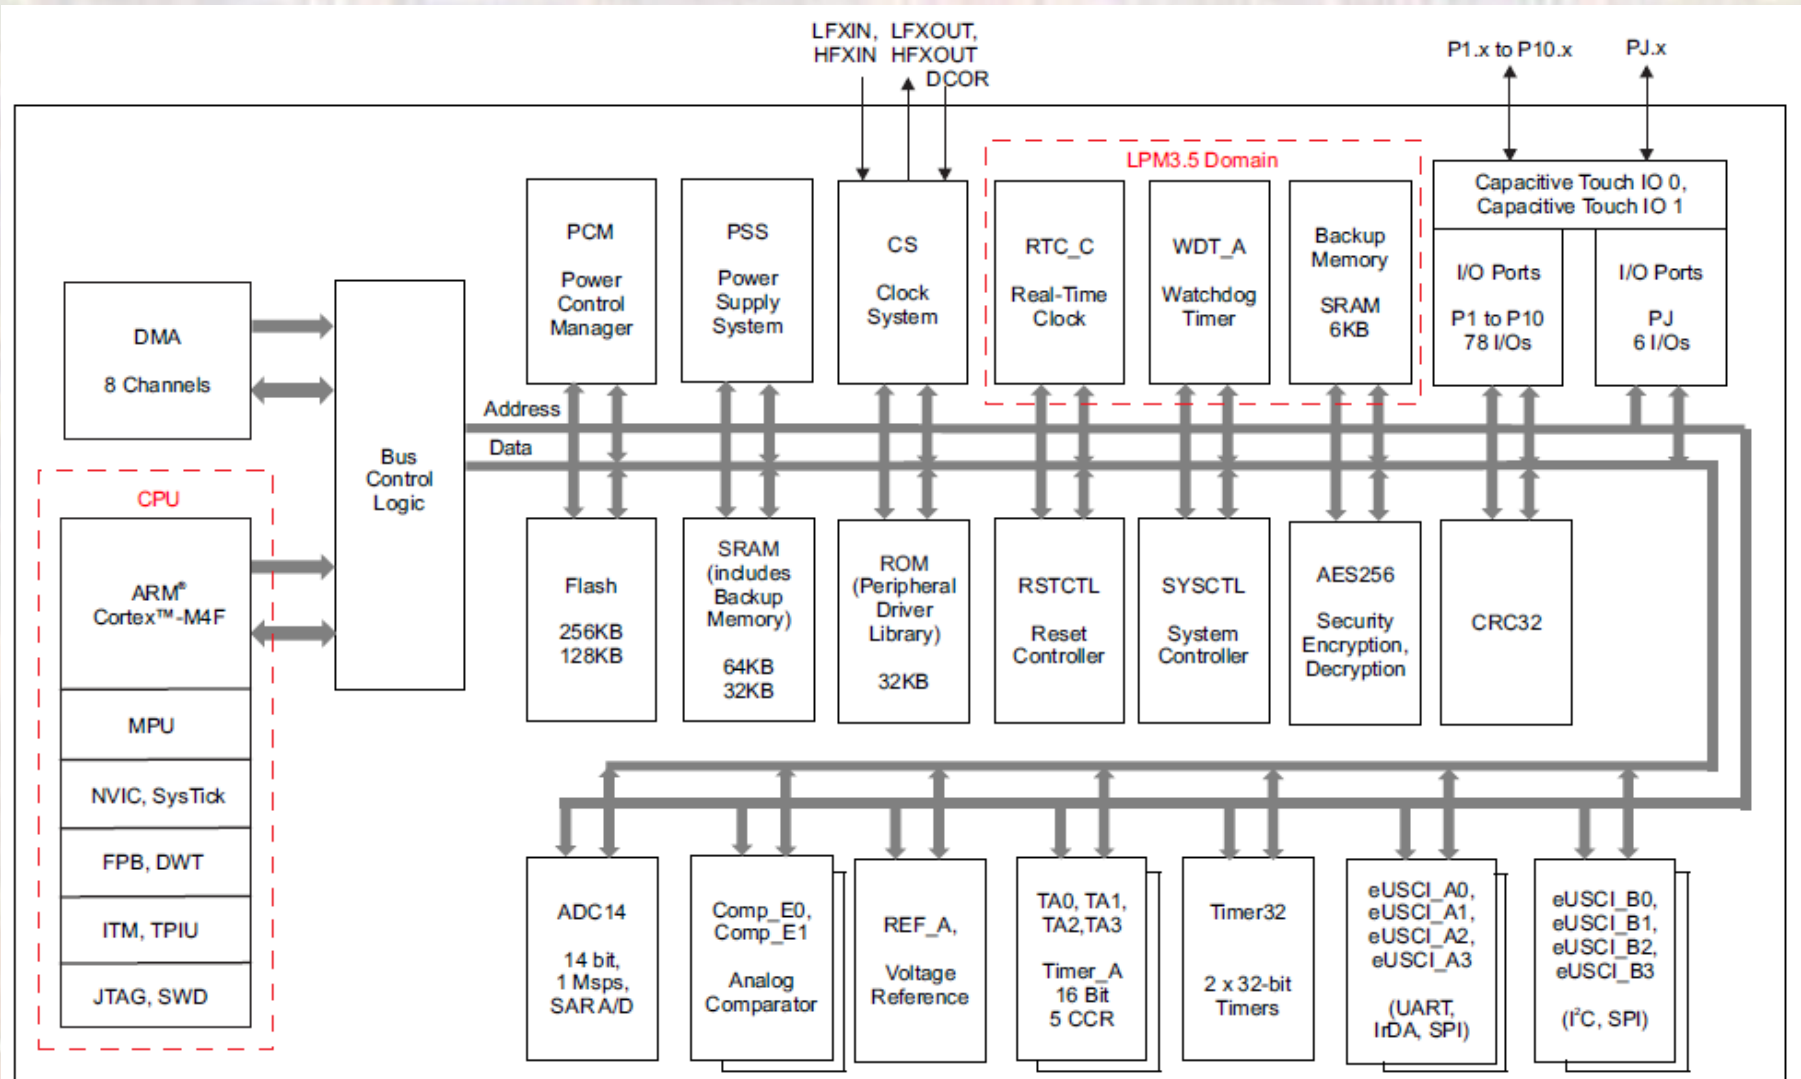 LFXIN,
HFXIN
LFXOUT,
HFXOUT
DCOR
P1.x to P10.x
PJ.x
LPM3.5 Domain
PCM
Power
Control
Manager
PSS
Power
Supply
System
CS
Clock
System
RTC_C
Real-Time
Clock
WDT_A
Watchdog
Timer
Backup
Memory
SRAM
6KB
Capacitive Touch IO 0,
Capacitive Touch IO 1
I/O Ports
P1 to P10
78 I/Os
I/O Ports
PJ
6 I/Os
DMA
8 Channels
Bus
Control
Logic
Address
Data
CPU
ARM®
Cortex™-M4F
MPU
NVIC, SysTick
FPB, DWT
ITM, TPIU
JTAG, SWD
Flash
256KB
128KB
SRAM
(includes
Backup
Memory)
64KB
32KB
ROM
(Peripheral
Driver
Library)
32KB
RSTCTL
Reset
Controller
SYSCTL
System
Controller
AES256
Security
Encryption,
Decryption
CRC32
ADC14
14 bit,
1 Msps,
SAR A/D
Comp_E0,
Comp_E1
Analog
Comparator
REF_A,
Voltage
Reference
TA0, TA1,
TA2,TA3
Timer_A
16 Bit
5 CCR
Timer32
2 x 32-bit
Timers
eUSCI_A0,
eUSCI_A1,
eUSCI_A2,
eUSCI_A3
(UART,
IrDA, SPI)
eUSCI_B0,
eUSCI_B1,
eUSCI_B2,
eUSCI_B3
(I²C, SPI)